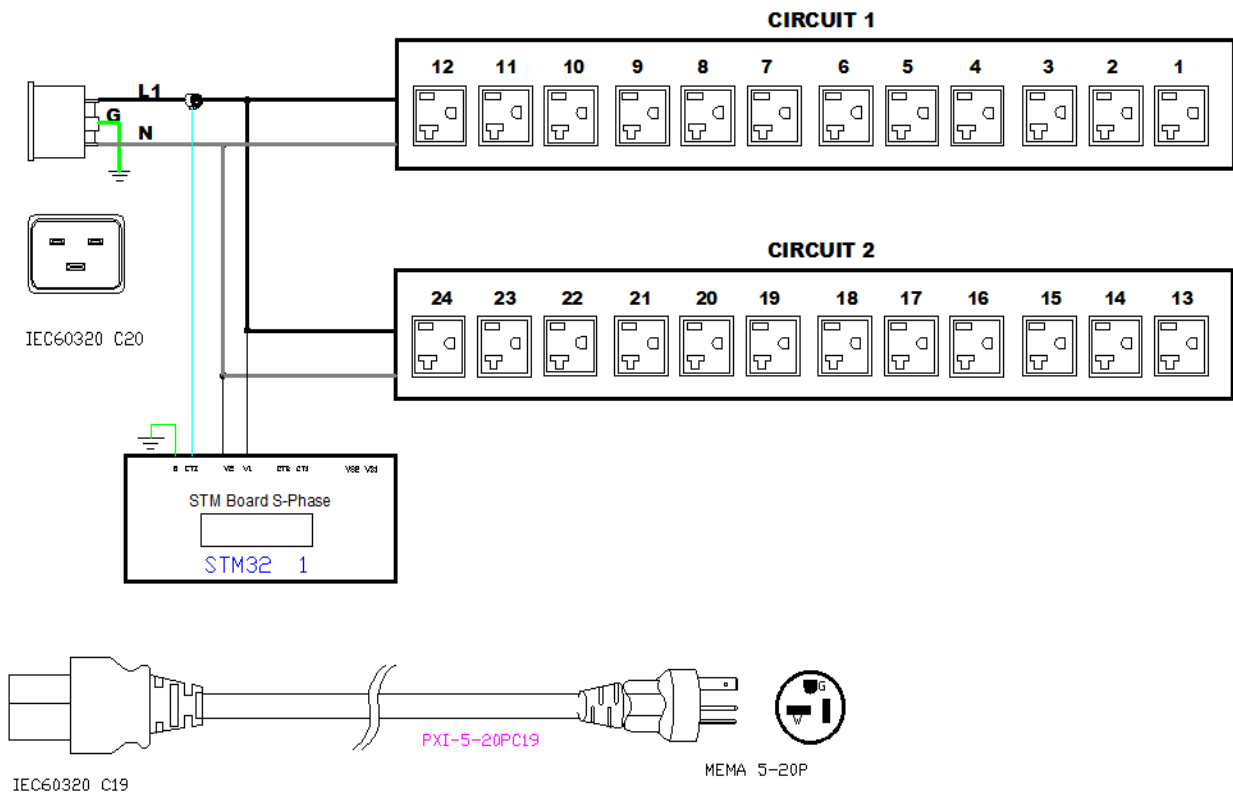 CIRCUIT 1
12 11 10 9 8 7 6 5 4 3 2 1
L1
G
N
CIRCUIT 2
24 23 22 21 20 19 18 17 16 15 14 13
IEC60320 C20
V2 V1
STM Board S-Phase
STM32 1
PXI-5-20PC19
G
W
MEMA 5-20P
IEC60320 C19